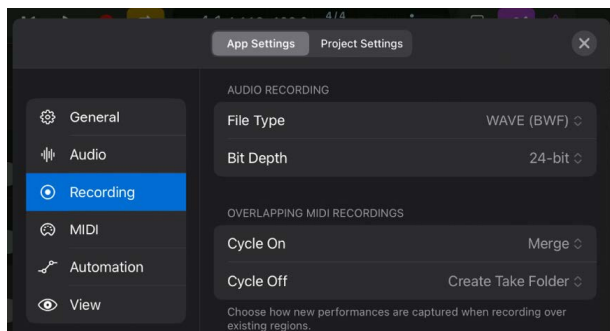 4/4
App Settings
Project Settings
AUDIO RECORDING
General
File Type
WAVE (BWF)
Audio
Bit Depth
24-bit
Recording
OVERLAPPING MIDI RECORDINGS
MIDI
Cycle On
Merge
Automation
Cycle Off
Create Take Folder
View
Choose how new performances are captured when recording over
existing regions.